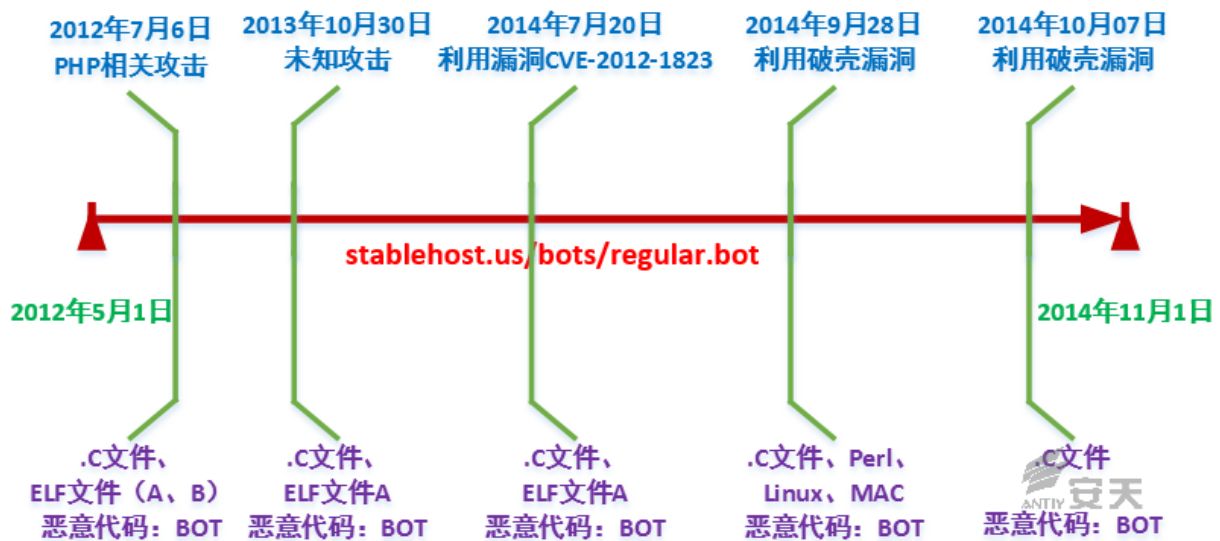 2012年7月6日
PHP相关攻击
2013年10月30日
未知攻击
2014年7月20日
利用漏洞CVE-2012-1823
2014年9月28日
利用破壳漏洞
2014年10月07日
利用破壳漏洞
stablehost.us/bots/regular.bot
2012年5月1日
2014年11月1日
.C文件、
ELF文件（A、B）
恶意代码：BOT
.C文件、
ELF文件A
恶意代码：BOT
.C文件、
ELF文件A
恶意代码：BOT
.C文件、Perl、
Linux、MAC
恶意代码：BOT
.C文件
恶意代码：BOT
ANTIY 安天